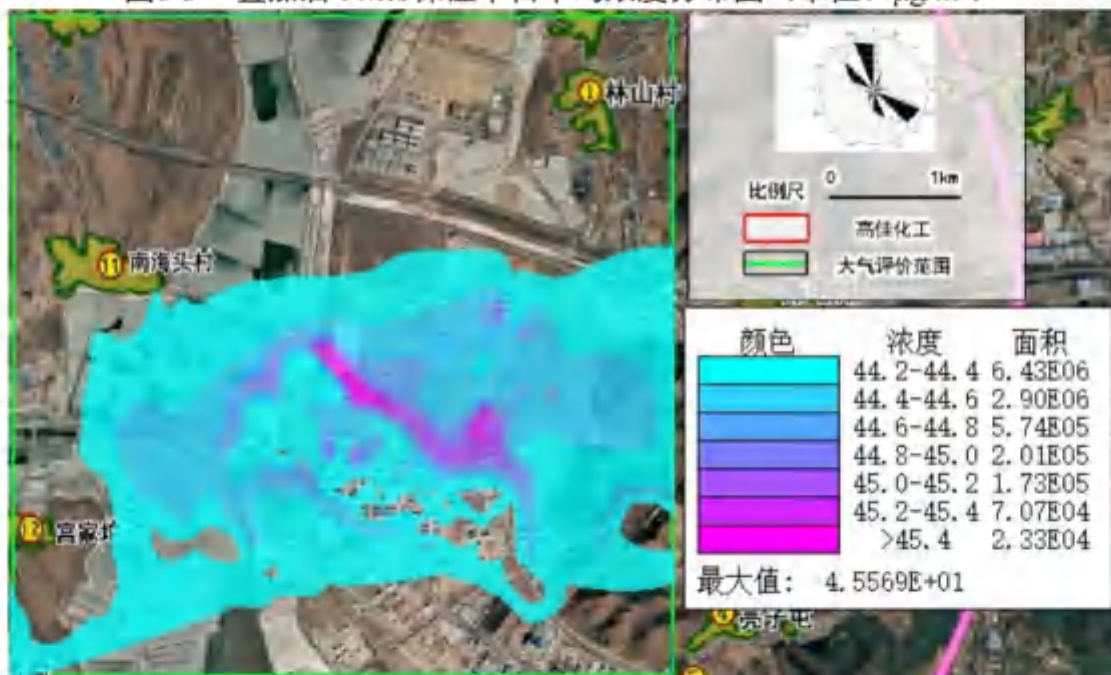 ① 林山村
0 1km
比例尺
高佳化工
大气评价范围
⑪ 南海头村
颜色 浓度 面积
44.2-44.4 6.43E06
44.4-44.6 2.90E06
44.6-44.8 5.74E05
44.8-45.0 2.01E05
45.0-45.2 1.73E05
45.2-45.4 7.07E04
>45.4 2.33E04
⑫ 宫家
最大值: 4.5569E+01